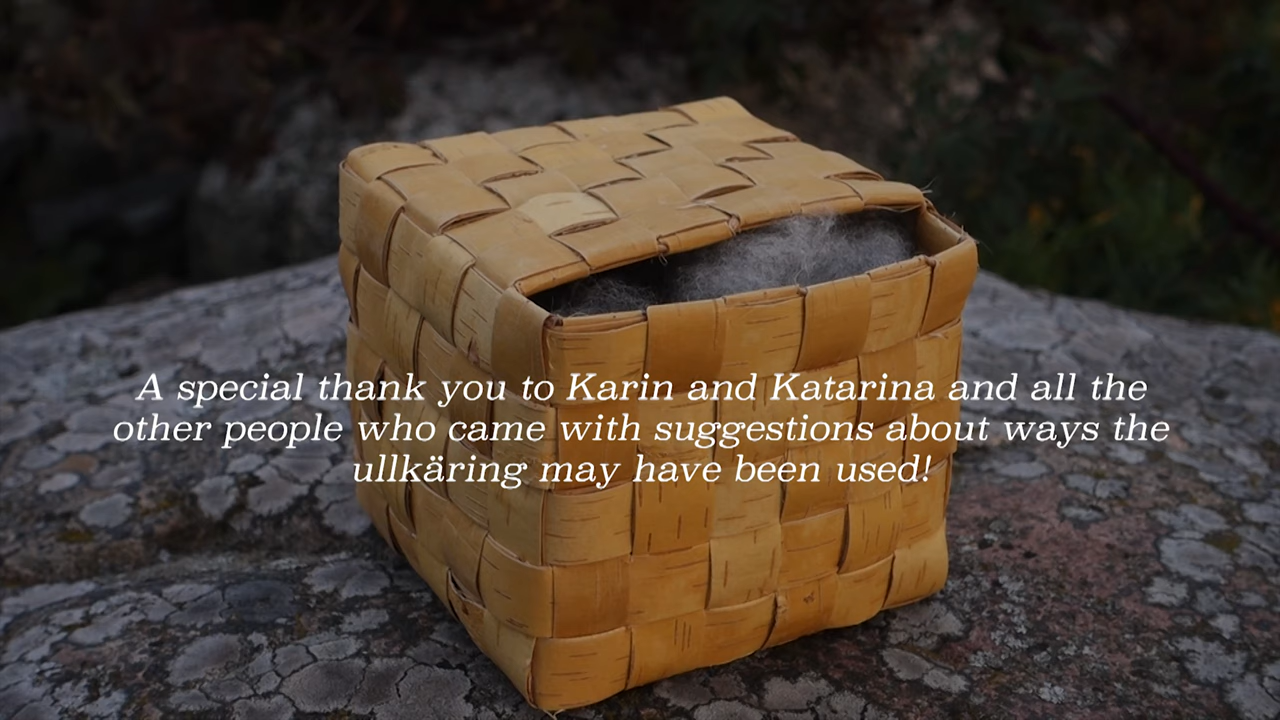 A special thank you to Karin and Katarina and all the
other people who came with suggestions about ways the
ullkäring may have been used!